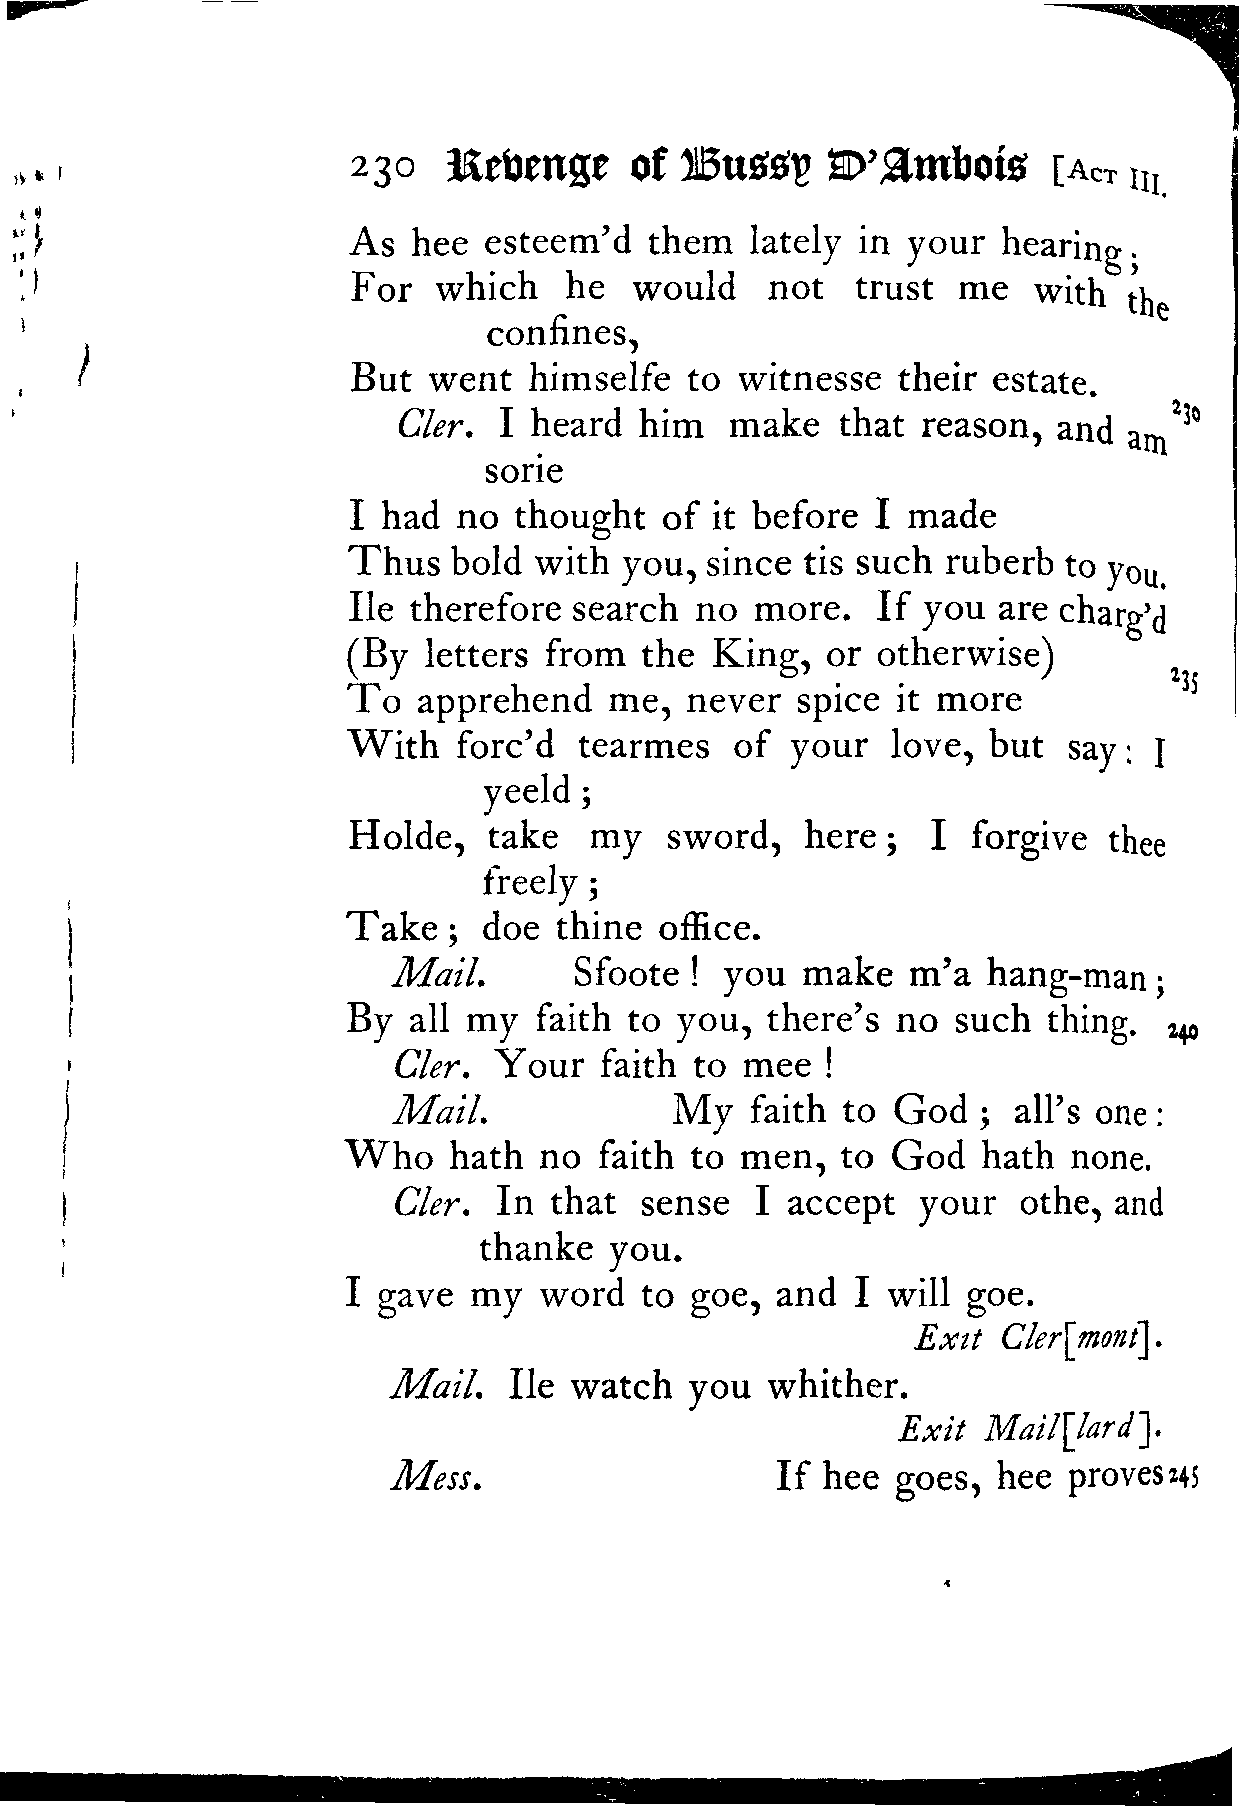 230 Revenge of Bussy D'Ambois [ACT III.
As hee esteem'd them lately in your hearing;
For which he would not trust me with the
confines,
But went himselfe to witnesse their estate.
Cler. I heard him make that reason, and am 230
sorie
I had no thought of it before I made
Thus bold with you, since tis such ruberb to you.
Ile therefore search no more. If you are charg'd
(By letters from the King, or otherwise)
To apprehend me, never spice it more 235
With forc'd tearmes of your love, but say: I
yeeld;
Holde, take my sword, here; I forgive thee
freely;
Take; doe thine office.
Mail. Sfoote! you make m'a hang-man;
By all my faith to you, there's no such thing. 240
Cler. Your faith to mee!
Mail. My faith to God; all's one:
Who hath no faith to men, to God hath none.
Cler. In that sense I accept your othe, and
thanke you.
I gave my word to goe, and I will goe.
Exit Cler[mont].
Mail. Ile watch you whither.
Exit Mail[lard].
Mess. If hee goes, hee proves 245